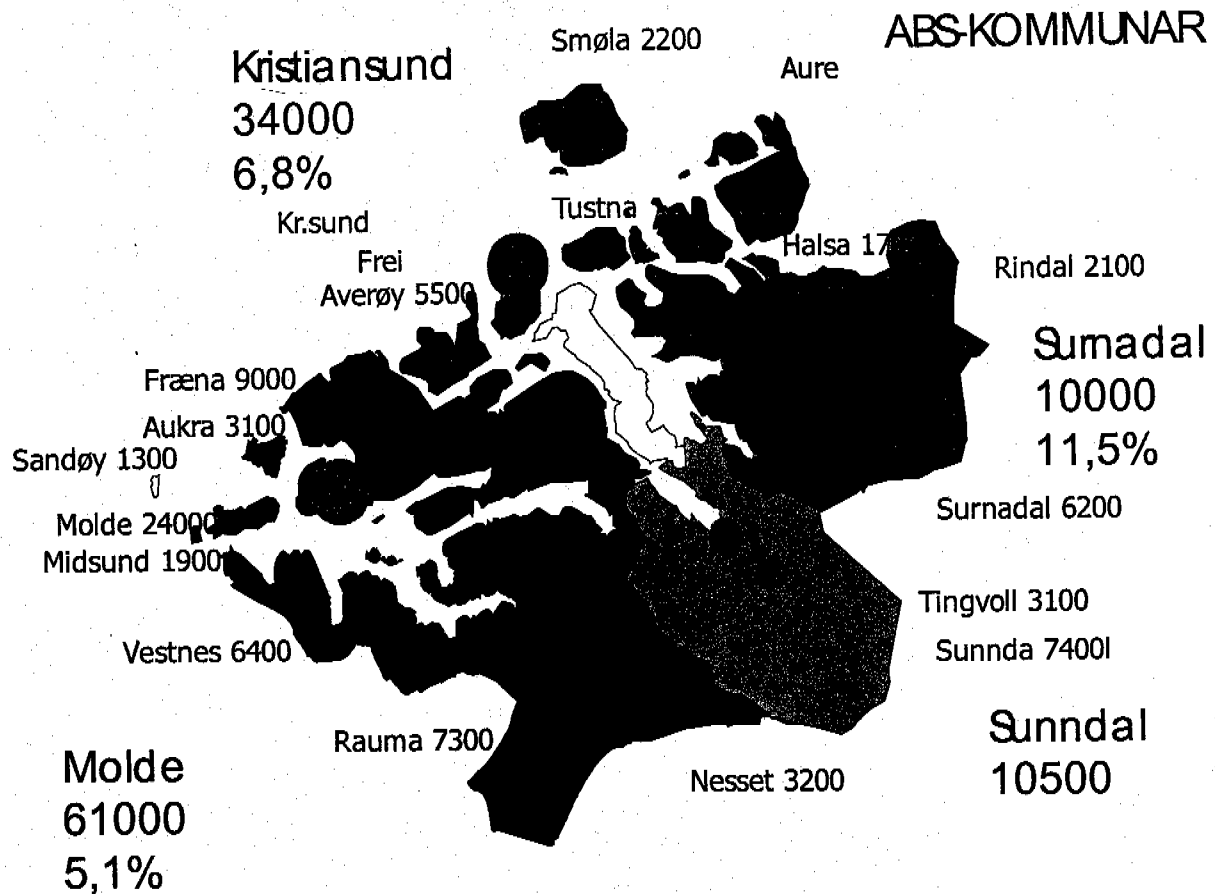 ABS-KOMMUNAR
Smøla 2200
Aure
Kristiansund
34000
6,8%
Tustna
Kr.sund
Halsa 17
Frei
Rindal 2100
Averøy 5500
Surnadal
10000
11,5%
Fræna 9000
Aukra 3100
Sandøy 1300
Molde 24000
Surnadal 6200
Midsund 1900
Tingvoll 3100
Vestnes 6400
Sunnda 7400l
Sunndal
10500
Rauma 7300
Nesset 3200
Molde
61000
5,1%